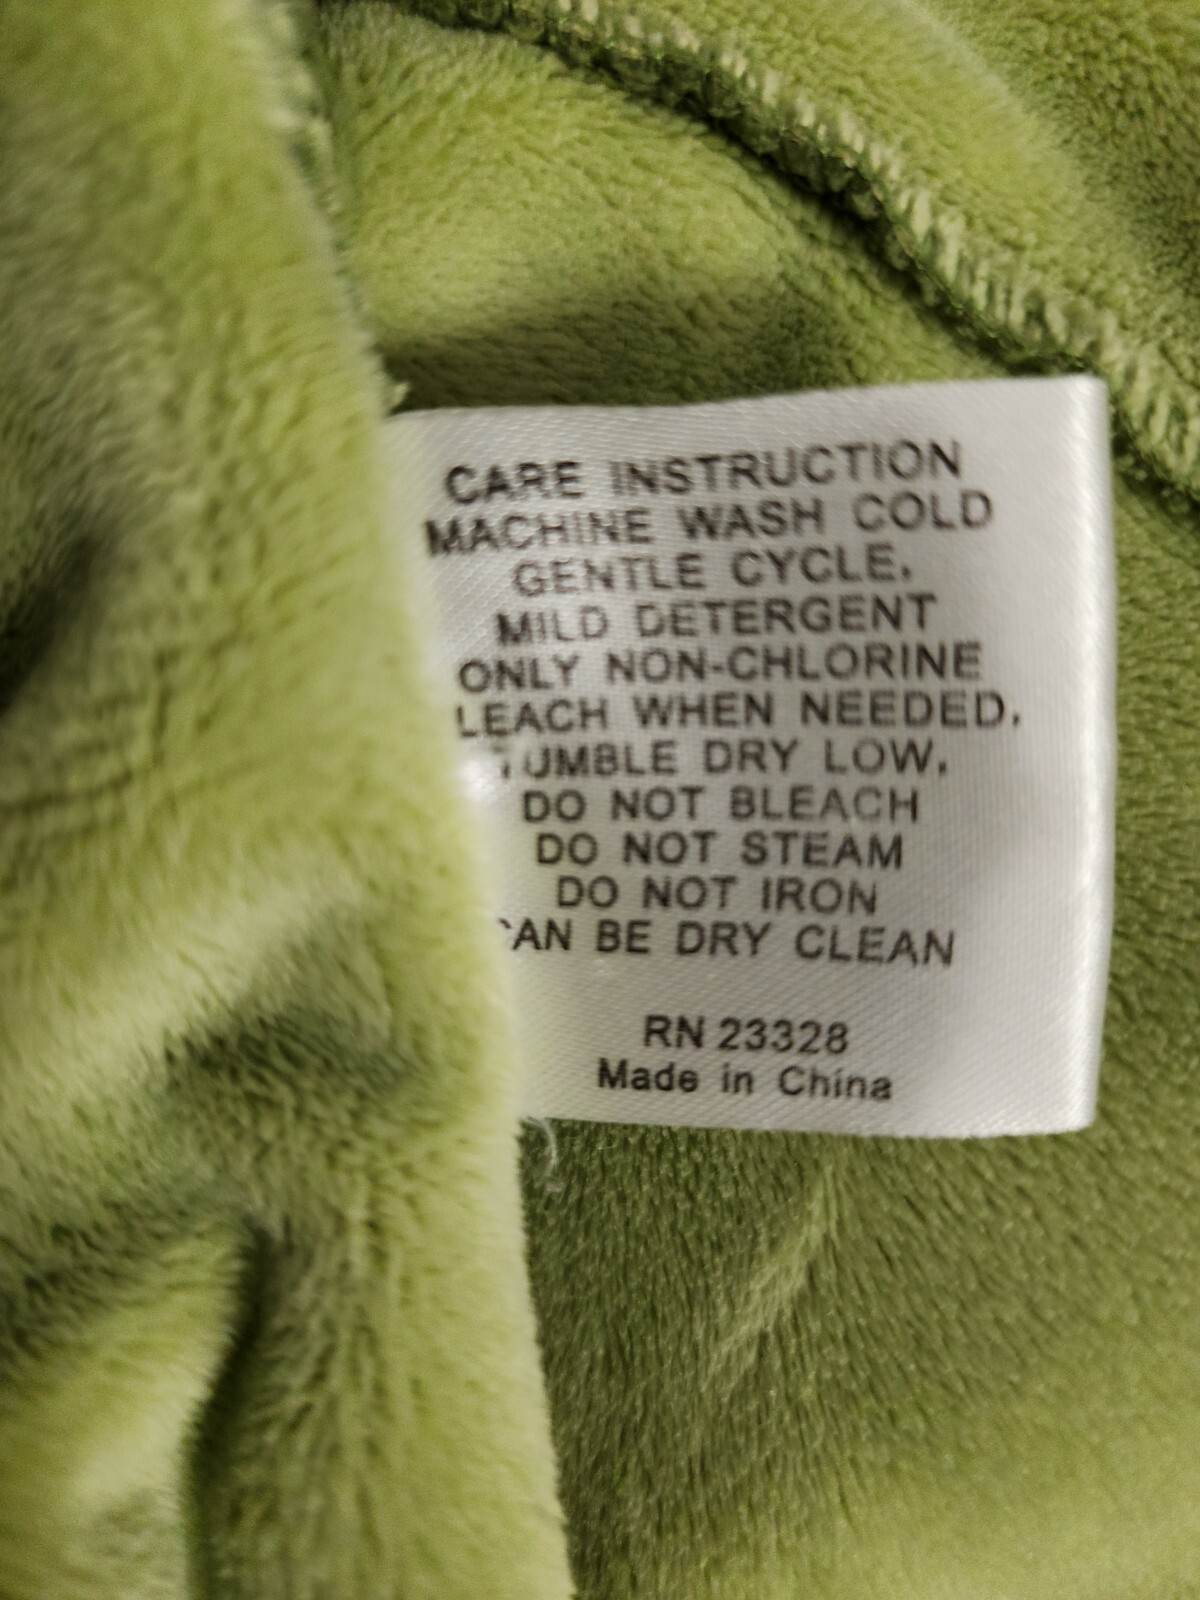 CARE INSTRUCTION
MACHINE WASH COLD
GENTLE CYCLE.
MILD DETERGENT
ONLY NON-CHLORINE
LEACH WHEN NEEDED.
UMBLE DRY LOW.
DO NOT BLEACH
DO NOT STEAM
DO NOT IRON
AN BE DRY CLEAN
RN 23328
Made in China